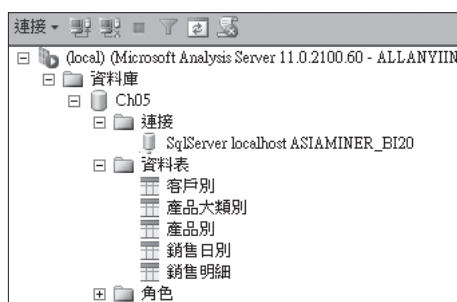 連接
(local) (Microsoft Analysis Server 11.0.2100.60 - ALLANYIIN
資料庫
Ch05
連接
SqlServer localhost ASIAMINER_BI20
資料表
客戶別
產品大類別
產品別
銷售日別
銷售明細
角色